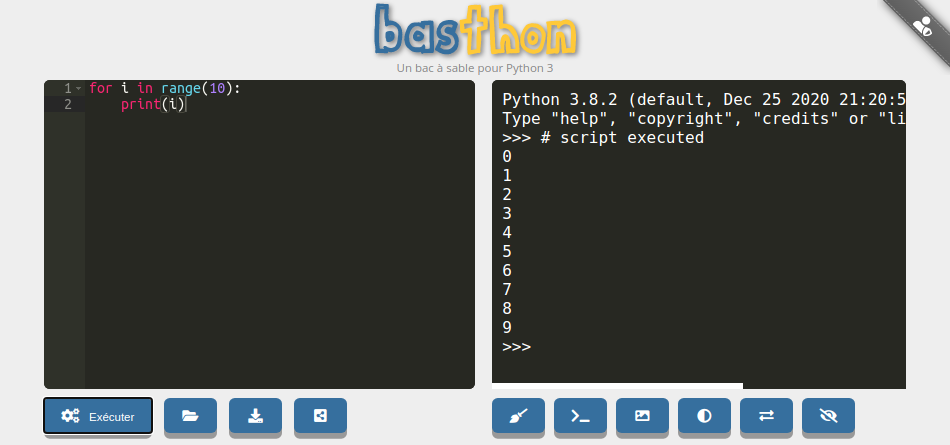 basthon
Un bac à sable pour Python 3
1 for i in range(10):
2     print(i)
Python 3.8.2 (default, Dec 25 2020 21:20:5
Type "help", "copyright", "credits" or "li
>>> # script executed
0
1
2
3
4
5
6
7
8
9
>>>
Exécuter